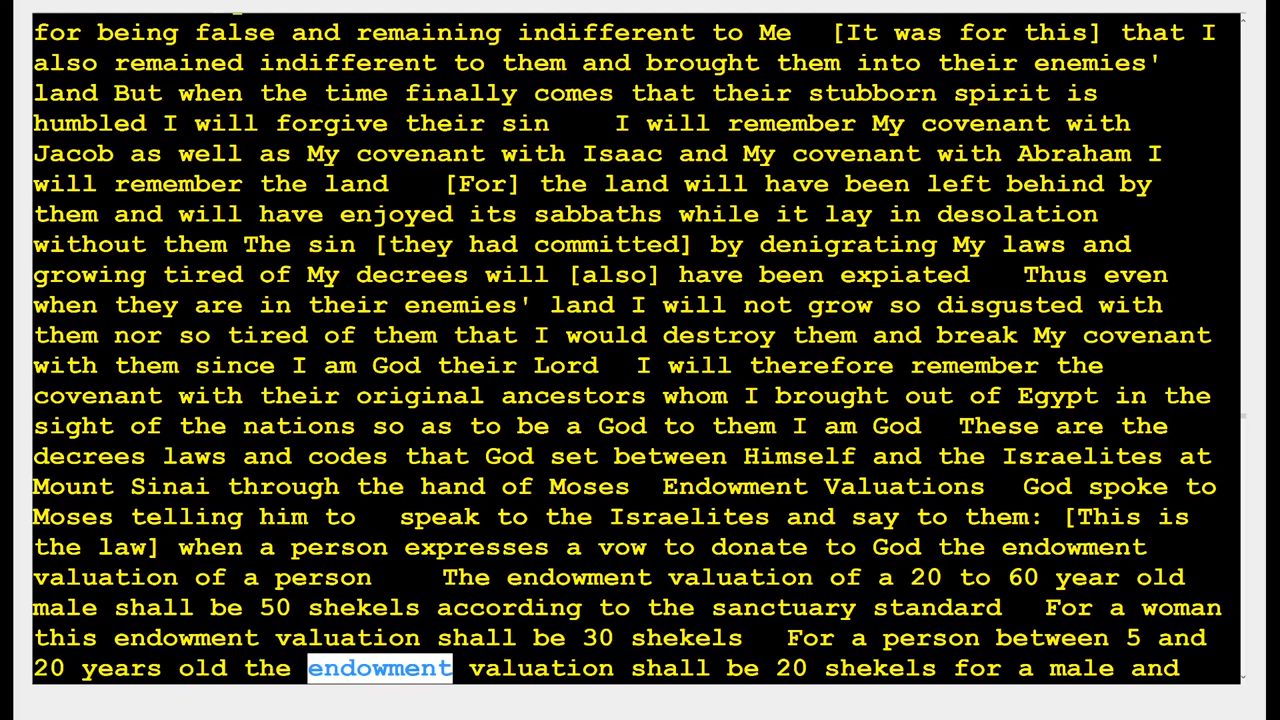 for being false and remaining indifferent to Me [It was for this] that I
also remained indifferent to them and brought them into their enemies'
land But when the time finally comes that their stubborn spirit is
humbled I will forgive their sin I will remember My covenant with
Jacob as well as My covenant with Isaac and My covenant with Abraham I
will remember the land [For] the land will have been left behind by
them and will have enjoyed its sabbaths while it lay in desolation
without them The sin [they had committed] by denigrating My laws and
growing tired of My decrees will [also] have been expiated Thus even
when they are in their enemies' land I will not grow so disgusted with
them nor so tired of them that I would destroy them and break My covenant
with them since I am God their Lord I will therefore remember the
covenant with their original ancestors whom I brought out of Egypt in the
sight of the nations so as to be a God to them I am God These are the
decrees laws and codes that God set between Himself and the Israelites at
Mount Sinai through the hand of Moses Endowment Valuations God spoke to
Moses telling him to speak to the Israelites and say to them: [This is
the law] when a person expresses a vow to donate to God the endowment
valuation of a person The endowment valuation of a 20 to 60 year old
male shall be 50 shekels according to the sanctuary standard For a woman
this endowment valuation shall be 30 shekels For a person between 5 and
20 years old the endowment valuation shall be 20 shekels for a male and